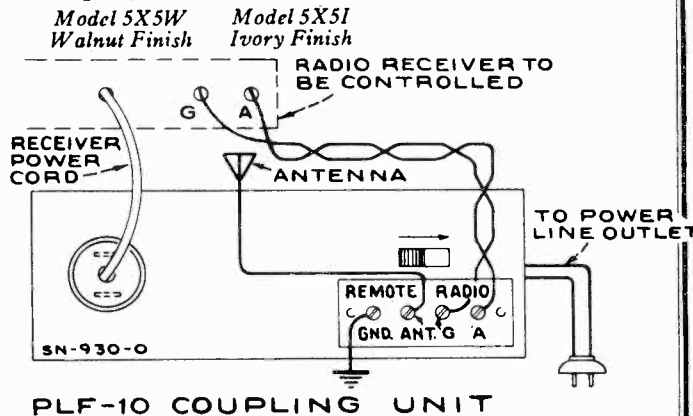 Model 5X5W
Walnut Finish
Model 5X5I
Ivory Finish
RADIO RECEIVER TO
BE CONTROLLED
G
A
RECEIVER
POWER
CORD
ANTENNA
TO POWER
LINE OUTLET
REMOTE RADIO
GND. ANT. G A
SN-930-0
PLF-10 COUPLING UNIT